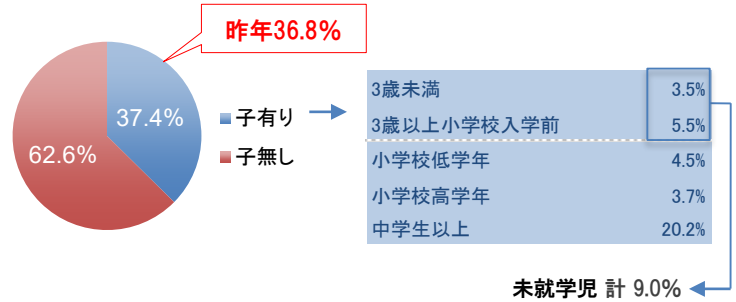 昨年36.8%
37.4%
62.6%
子有り
子無し
3歳未満 3.5%
3歳以上小学校入学前 5.5%
小学校低学年 4.5%
小学校高学年 3.7%
中学生以上 20.2%
未就学児 計 9.0%